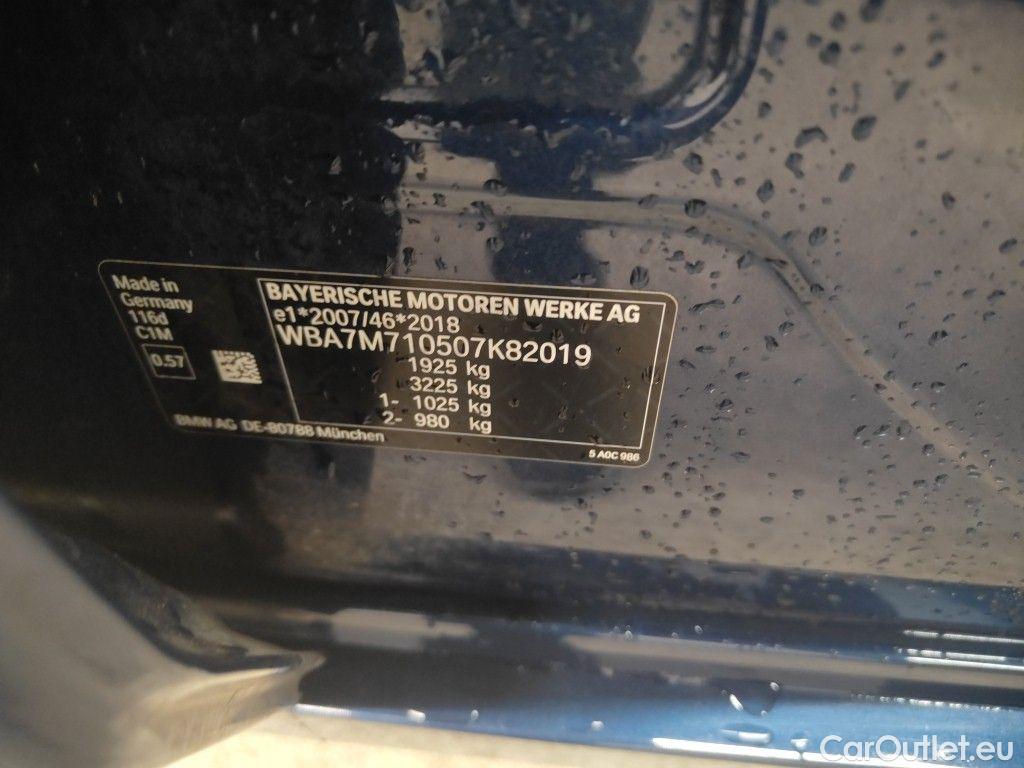 Made in
Germany
116d
C1M
0.57
BAYERISCHE MOTOREN WERKE AG
e1*2007/46*2018
WBA7M710507K82019
1925 kg
3225 kg
1- 1025 kg
2- 980 kg
BMW AG DE-80788 München
5 A0C 986
CarOutlet.eu